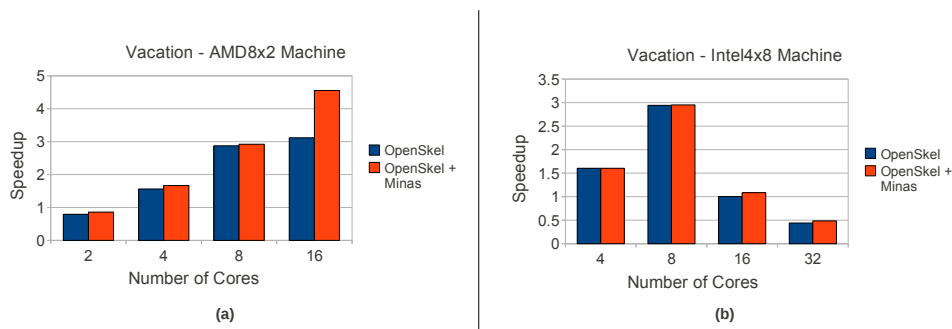 Vacation - AMD8x2 Machine
5
4
3
2
1
0
Speedup
2 4 8 16
Number of Cores
OpenSkel
OpenSkel +
Minas
(a)
Vacation - Intel4x8 Machine
3.5
3
2.5
2
1.5
1
0.5
0
Speedup
4 8 16 32
Number of Cores
OpenSkel
OpenSkel +
Minas
(b)